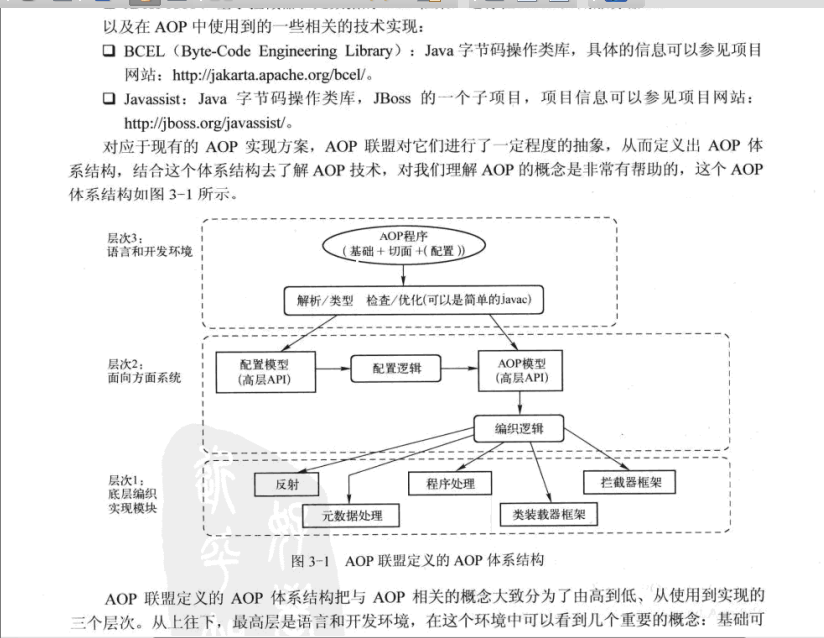 以及在 AOP 中使用到的一些相关的技术实现：
❑ BCEL（Byte-Code Engineering Library）：Java 字节码操作类库，具体的信息可以参见项目
网站：http://jakarta.apache.org/bcel/。
❑ Javassist：Java 字节码操作类库，JBoss 的一个子项目，项目信息可以参见项目网站：
http://jboss.org/javassist/。
对应于现有的 AOP 实现方案，AOP 联盟对它们进行了一定程度的抽象，从而定义出 AOP 体
系结构，结合这个体系结构去了解 AOP 技术，对我们理解 AOP 的概念是非常有帮助的，这个 AOP
体系结构如图 3-1 所示。
层次3：
语言和开发环境
AOP程序
(基础＋切面＋(配置))
解析/类型 检查/优化(可以是简单的Javac)
层次2：
面向方面系统
配置模型
(高层API)
配置逻辑
AOP模型
(高层API)
编织逻辑
层次1：
底层编织
实现模块
反射
程序处理
拦截器框架
元数据处理
类装载器框架
图 3-1 AOP 联盟定义的 AOP 体系结构
AOP 联盟定义的 AOP 体系结构把与 AOP 相关的概念大致分为了由高到低、从使用到实现的
三个层次。从上往下，最高层是语言和开发环境，在这个环境中可以看到几个重要的概念：基础可